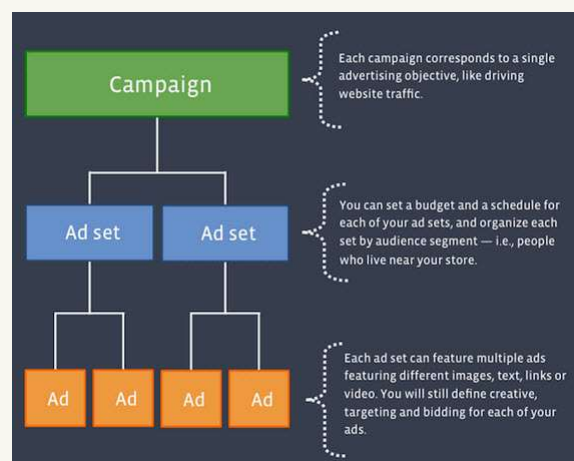 Campaign
Each campaign corresponds to a single
advertising objective, like driving
website traffic.
Ad set
Ad set
You can set a budget and a schedule for
each of your ad sets, and organize each
set by audience segment — i.e., people
who live near your store.
Ad
Ad
Ad
Ad
Each ad set can feature multiple ads
featuring different images, text, links or
video. You will still define creative,
targeting and bidding for each of your
ads.